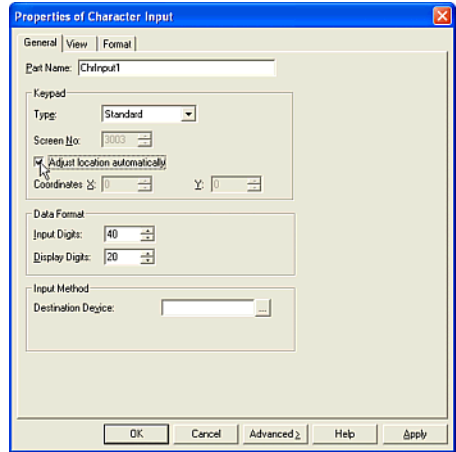 Properties of Character Input
General View Format
Part Name: ChrInput1
Keypad
Type: Standard
Screen No: 3003
Adjust location automatically
Coordinates X: 0 Y: 0
Data Format
Input Digits: 40
Display Digits: 20
Input Method
Destination Device: ...
OK Cancel Advanced > Help Apply